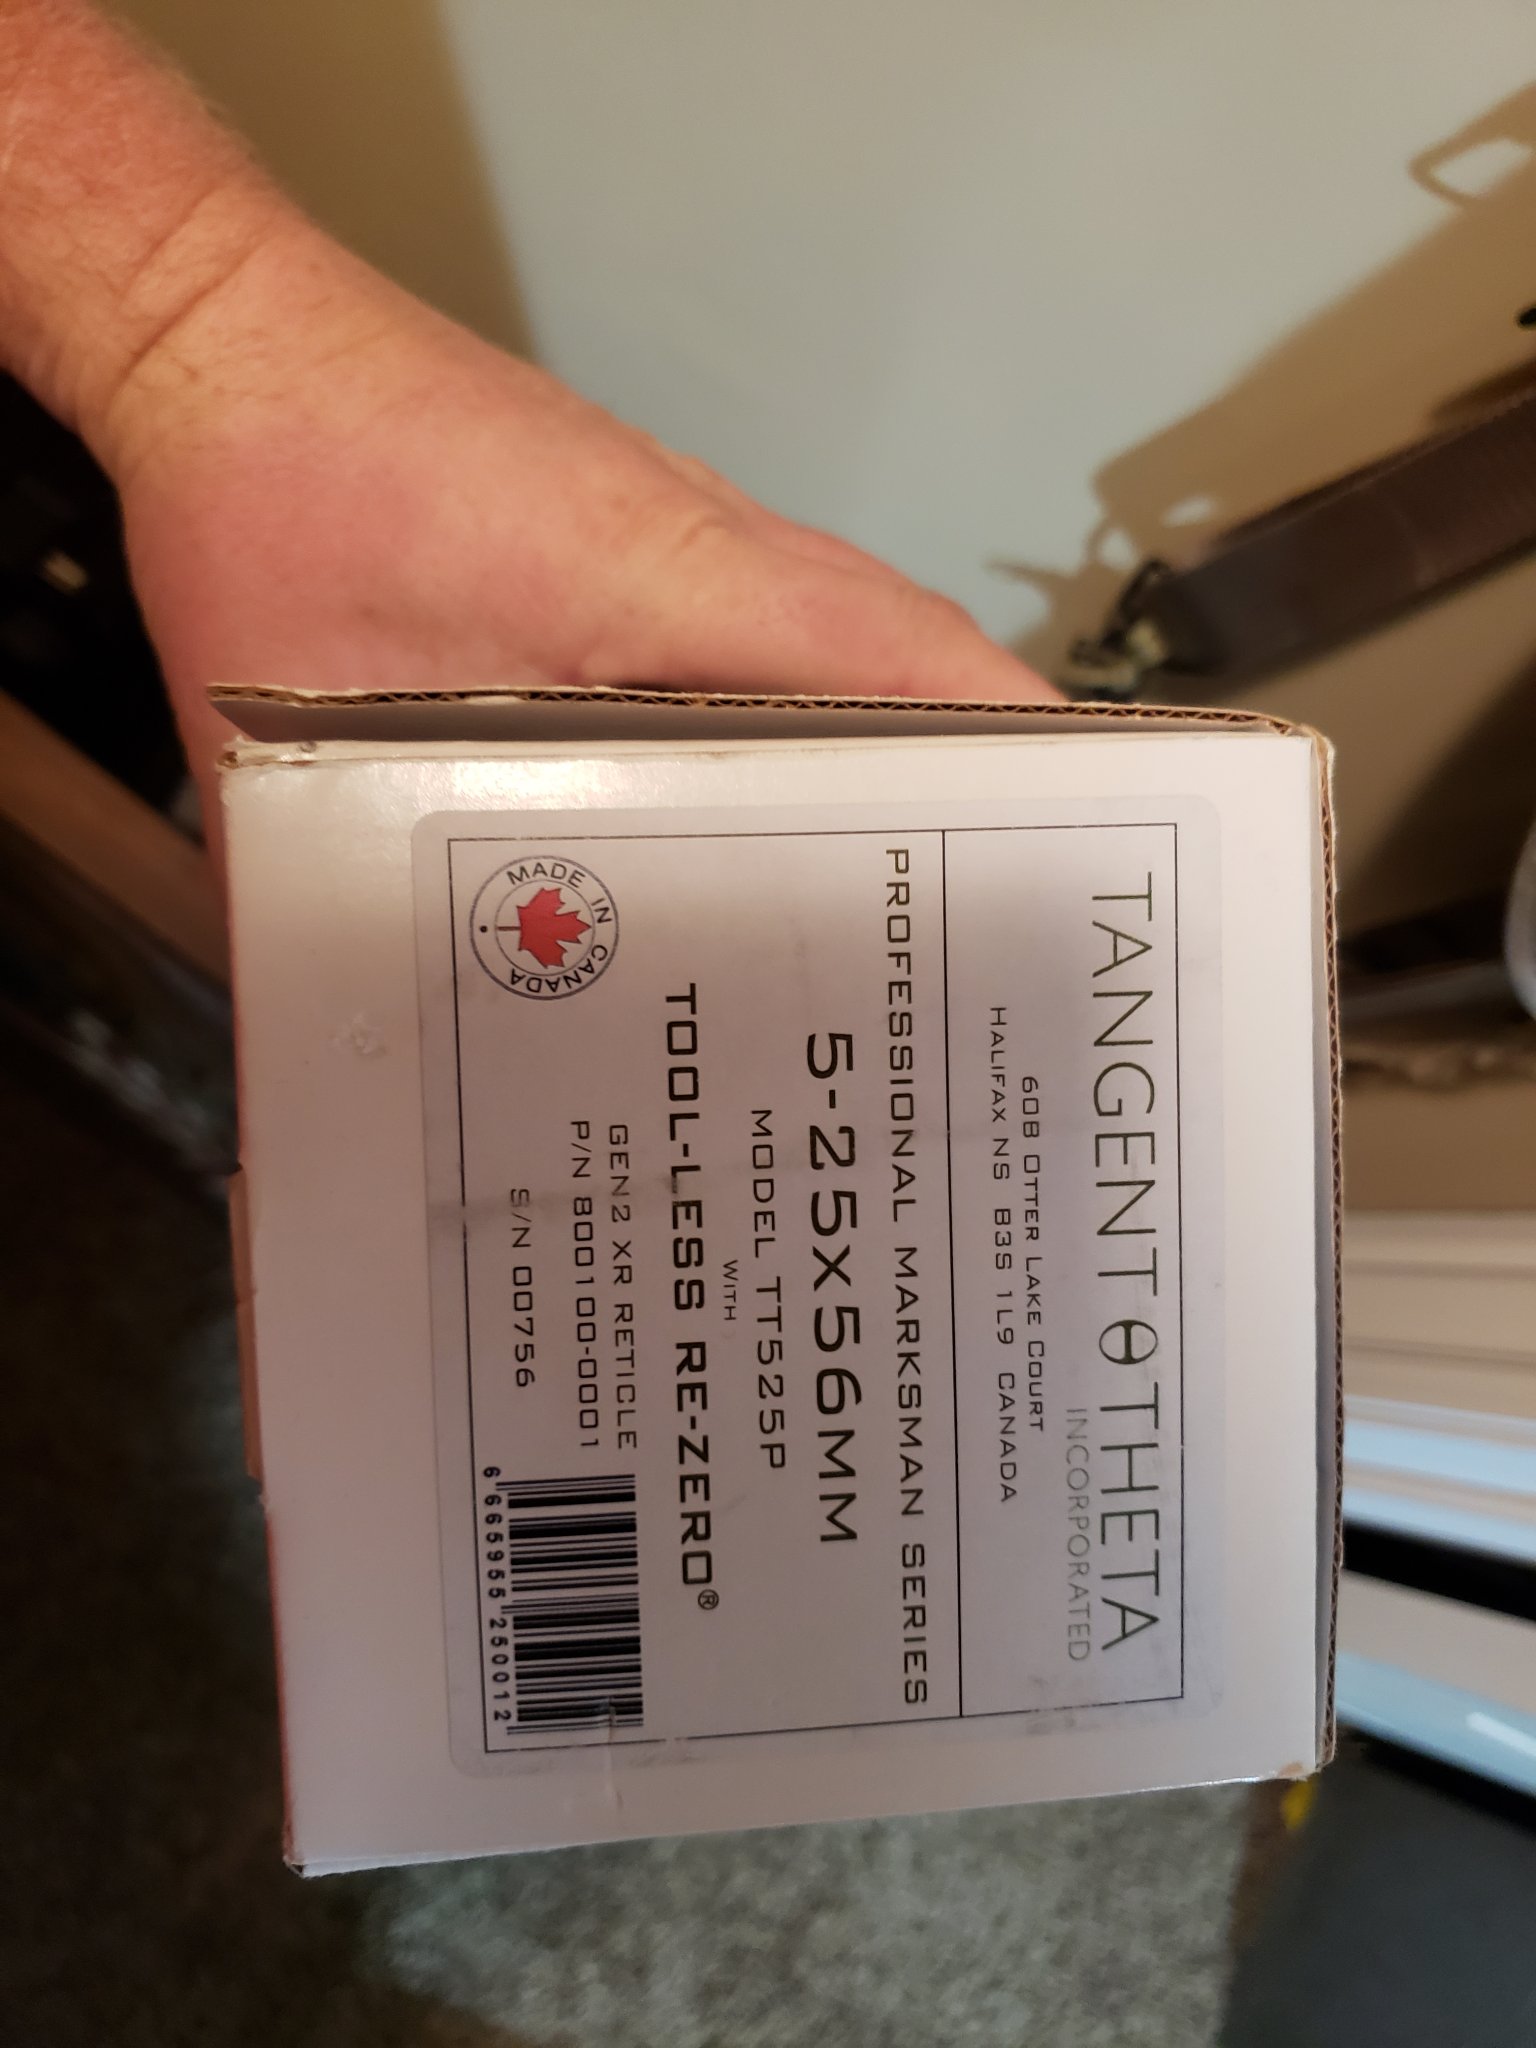 TANGENT θ THETA
INCORPORATED
60B OTTER LAKE COURT
HALIFAX NS B3S 1L9 CANADA
PROFESSIONAL MARKSMAN SERIES
5-25X56MM
MODEL TT525P
WITH
TOOL-LESS RE-ZERO®
GEN2 XR RETICLE
P/N 800100-0001
S/N 00756
MADE IN CANADA
6 665955 250012